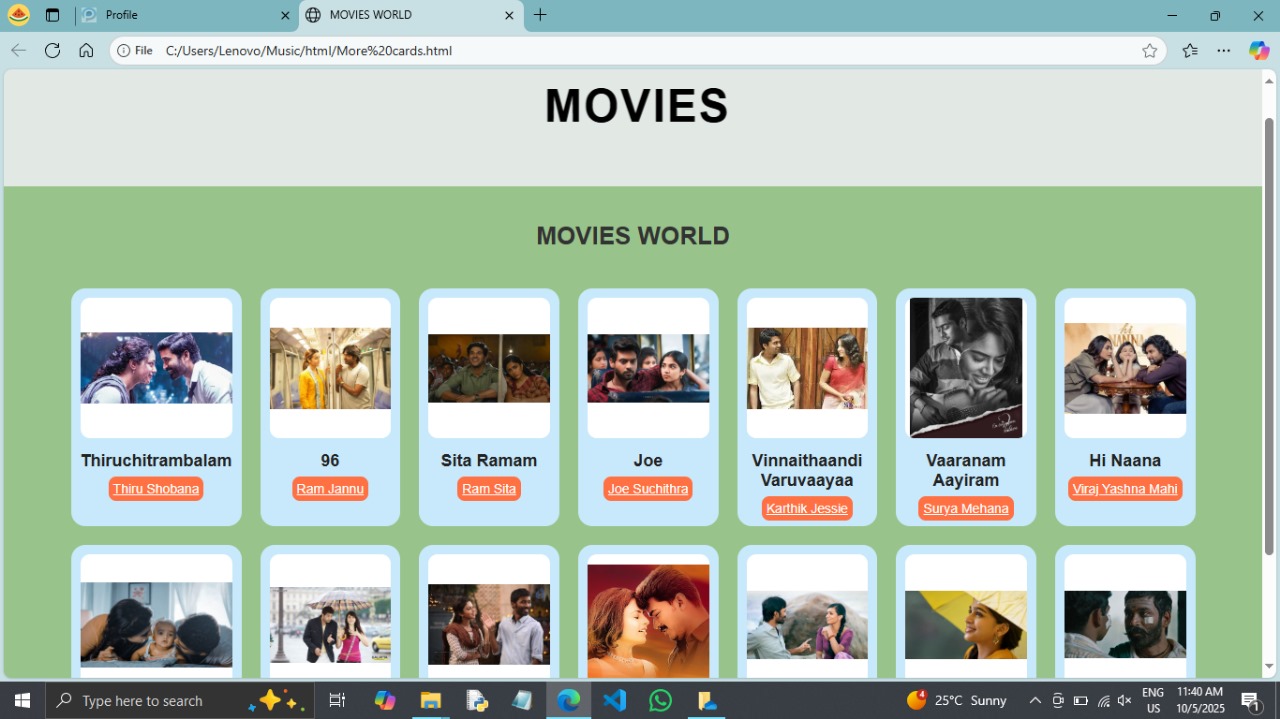 Profile
MOVIES WORLD
File
C:/Users/Lenovo/Music/html/More%20cards.html
MOVIES
MOVIES WORLD
Thiruchitrambalam
Thiru Shobana
96
Ram Jannu
Sita Ramam
Ram Sita
Joe
Joe Suchithra
Vinnaithaandi
Varuvaayaa
Karthik Jessie
Vaaranam
Aayiram
Surya Mehana
Hi Naana
Viraj Yashna Mahi
Type here to search
4
25°C Sunny
ENG
US
11:40 AM
10/5/2025
1